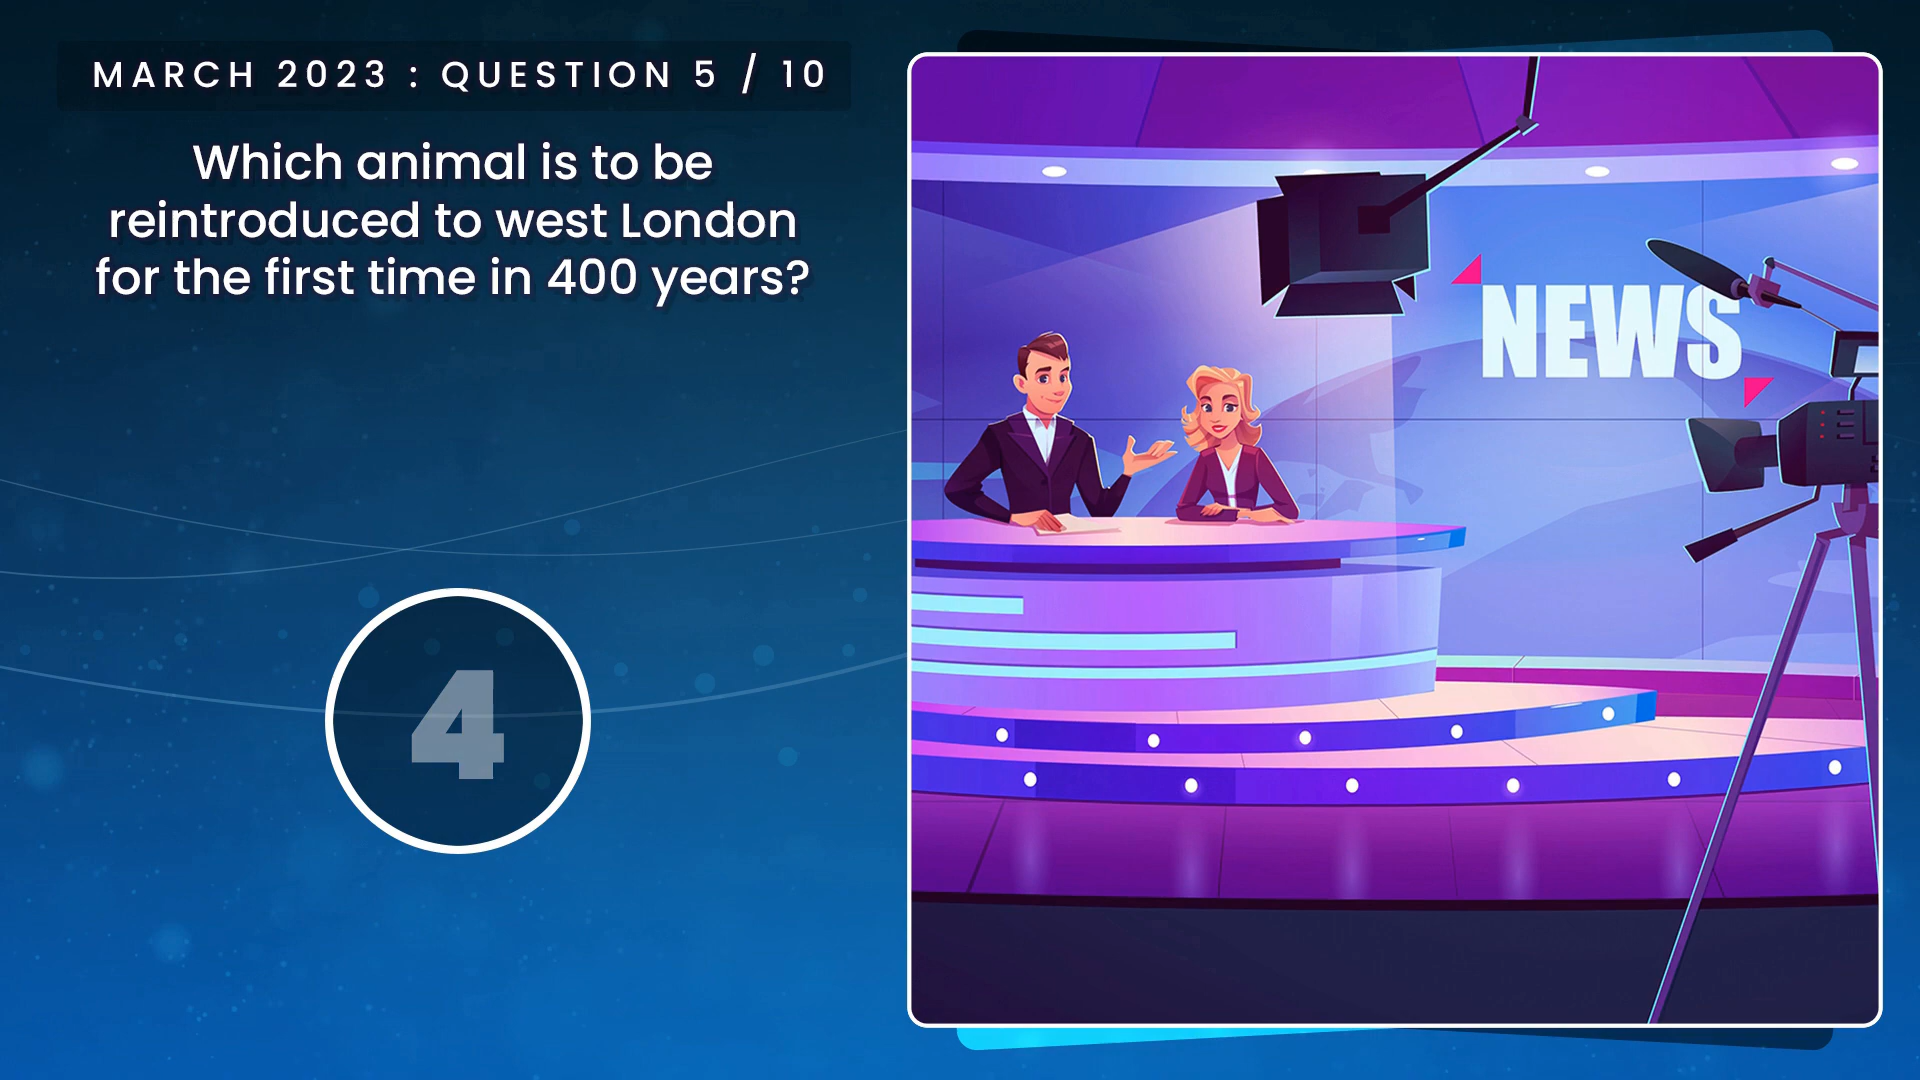 MARCH 2023 : QUESTION 5 / 10
Which animal is to be
reintroduced to west London
for the first time in 400 years?
4
NEWS